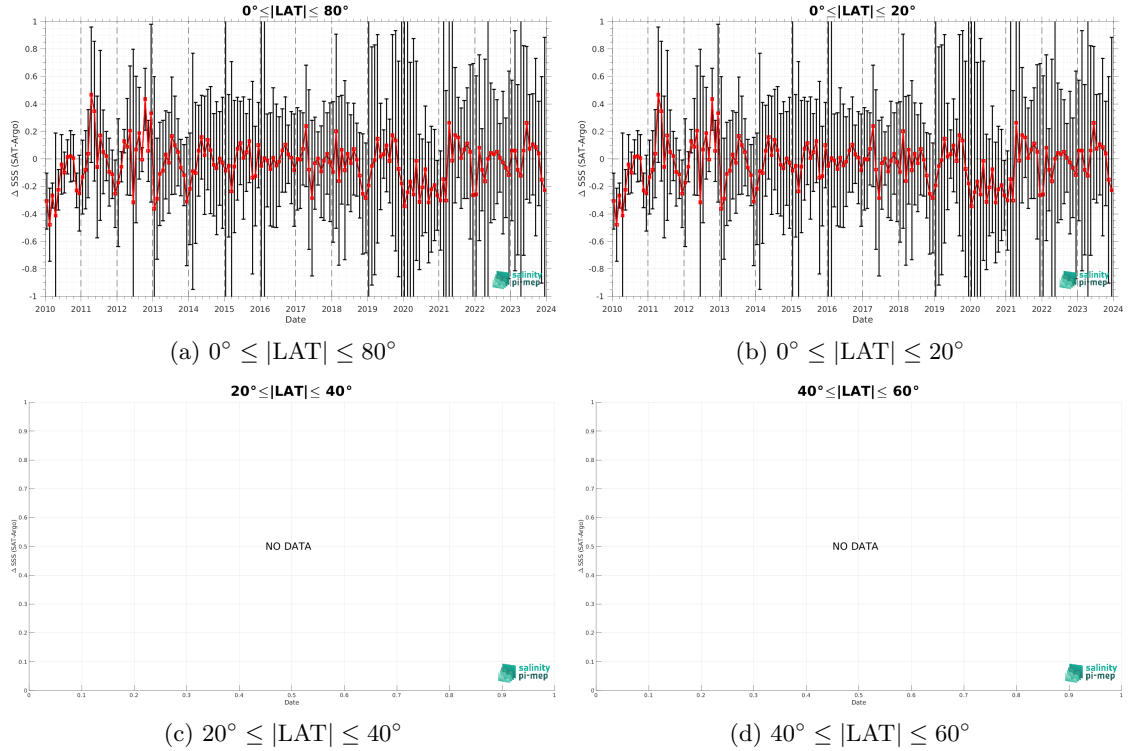 0°≤|LAT|≤ 80°
Δ SSS (SAT-Argo)
1
0.8
0.6
0.4
0.2
0
-0.2
-0.4
-0.6
-0.8
-1
2010 2011 2012 2013 2014 2015 2016 2017 2018 2019 2020 2021 2022 2023 2024
Date
salinity
pi-mep
(a) 0° ≤ |LAT| ≤ 80°
0°≤|LAT|≤ 20°
Δ SSS (SAT-Argo)
1
0.8
0.6
0.4
0.2
0
-0.2
-0.4
-0.6
-0.8
-1
2010 2011 2012 2013 2014 2015 2016 2017 2018 2019 2020 2021 2022 2023 2024
Date
salinity
pi-mep
(b) 0° ≤ |LAT| ≤ 20°
20°≤|LAT|≤ 40°
Δ SSS (SAT-Argo)
1
0.9
0.8
0.7
0.6
0.5
0.4
0.3
0.2
0.1
0
NO DATA
0 0.1 0.2 0.3 0.4 0.5 0.6 0.7 0.8 0.9 1
Date
salinity
pi-mep
(c) 20° ≤ |LAT| ≤ 40°
40°≤|LAT|≤ 60°
Δ SSS (SAT-Argo)
1
0.9
0.8
0.7
0.6
0.5
0.4
0.3
0.2
0.1
0
NO DATA
0 0.1 0.2 0.3 0.4 0.5 0.6 0.7 0.8 0.9 1
Date
salinity
pi-mep
(d) 40° ≤ |LAT| ≤ 60°